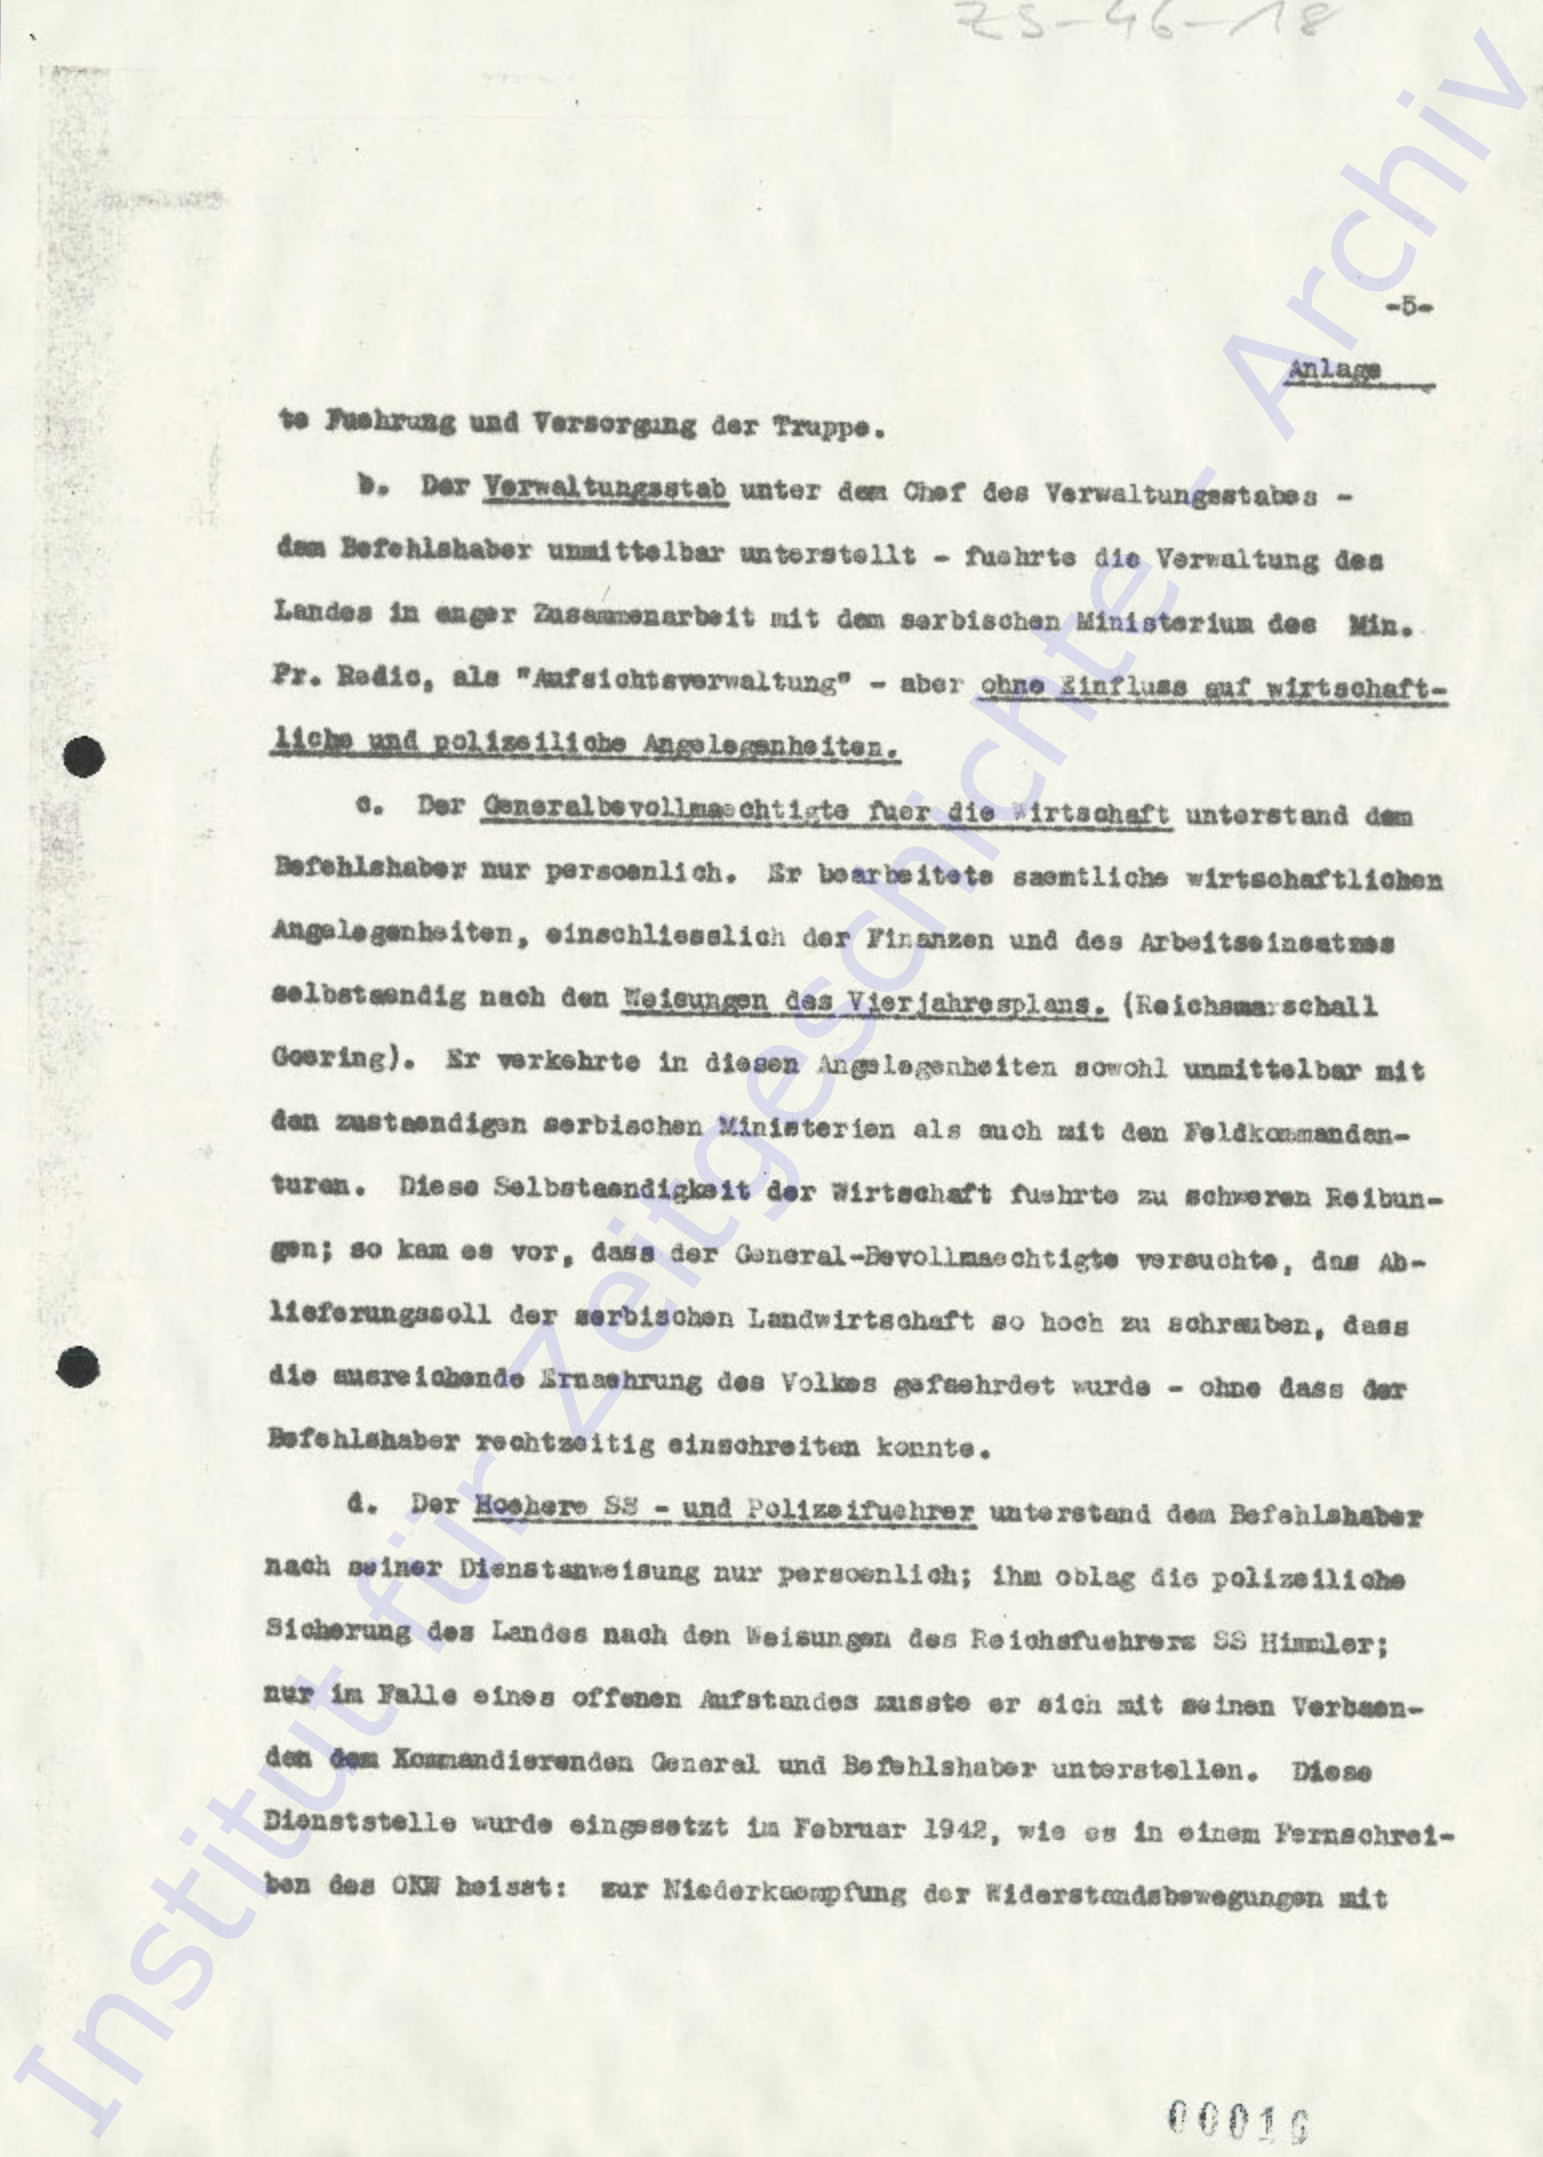 ZS-46-18
-5-
Anlage
te Fuehrung und Versorgung der Truppe.
b. Der Verwaltungsstab unter dem Chef des Verwaltungsstabes -
dem Befehlshaber unmittelbar unterstellt - fuehrte die Verwaltung des
Landes in enger Zusammenarbeit mit dem serbischen Ministerium des Min.
Pr. Redic, als "Aufsichtsverwaltung" - aber ohne Einfluss auf wirtschaft-
liche und polizeiliche Angelegenheiten.
c. Der Generalbevollmaechtigte fuer die Wirtschaft unterstand dem
Befehlshaber nur persoenlich. Er bearbeitete saemtliche wirtschaftlichen
Angelegenheiten, einschliesslich der Finanzen und des Arbeitseinsatzes
selbstaendig nach den Weisungen des Vierjahresplans. (Reichsmarschall
Goering). Er verkehrte in diesen Angelegenheiten sowohl unmittelbar mit
den zustaendigen serbischen Ministerien als auch mit den Feldkommandan-
turen. Diese Selbstaendigkeit der Wirtschaft fuehrte zu schweren Reibun-
gen; so kam es vor, dass der General-Bevollmaechtigte versuchte, das Ab-
lieferungssoll der serbischen Landwirtschaft so hoch zu schrauben, dass
die ausreichende Ernaehrung des Volkes gefaehrdet wurde - ohne dass der
Befehlshaber rechtzeitig einschreiten konnte.
d. Der Hoehere SS - und Polizeifuehrer unterstand dem Befehlshaber
nach seiner Dienstanweisung nur persoenlich; ihm oblag die polizeiliche
Sicherung des Landes nach den Weisungen des Reichsfuehrers SS Himmler;
nur im Falle eines offenen Aufstandes musste er sich mit seinen Verbaen-
den dem Kommandierenden General und Befehlshaber unterstellen. Diese
Dienststelle wurde eingesetzt im Februar 1942, wie es in einem Fernschrei-
ben des OKW heisst: zur Niederkaempfung der Widerstandsbewegungen mit
Institut für Zeitgeschichte - Archiv